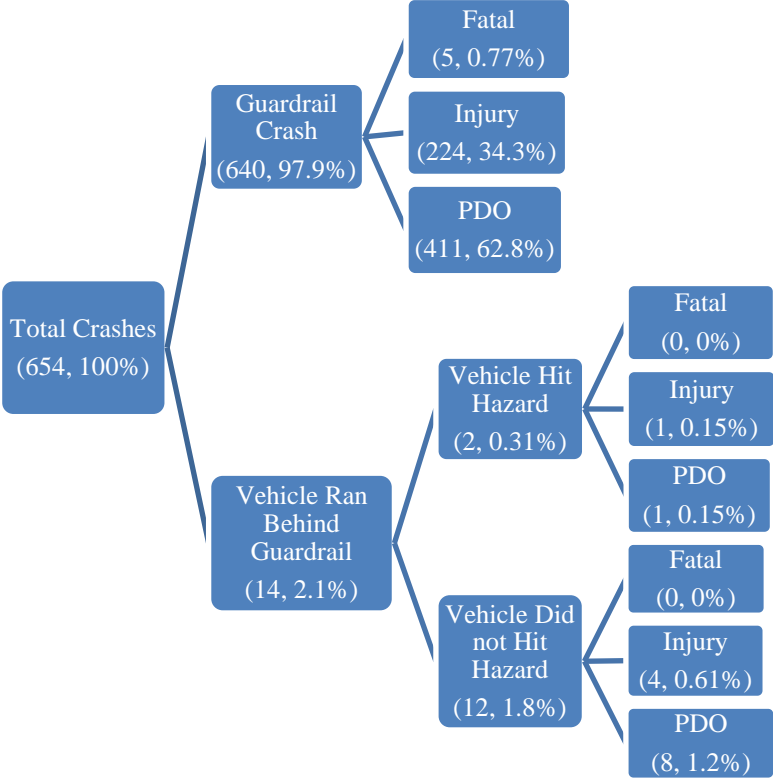 Total Crashes
(654, 100%)
Guardrail
Crash
(640, 97.9%)
Fatal
(5, 0.77%)
Injury
(224, 34.3%)
PDO
(411, 62.8%)
Vehicle Ran
Behind
Guardrail
(14, 2.1%)
Vehicle Hit
Hazard
(2, 0.31%)
Fatal
(0, 0%)
Injury
(1, 0.15%)
PDO
(1, 0.15%)
Vehicle Did
not Hit
Hazard
(12, 1.8%)
Fatal
(0, 0%)
Injury
(4, 0.61%)
PDO
(8, 1.2%)